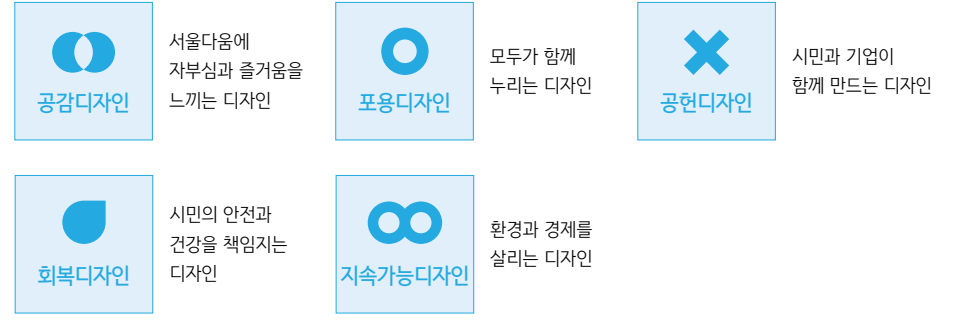 공감디자인
서울다움에
자부심과 즐거움을
느끼는 디자인
포용디자인
모두가 함께
누리는 디자인
공헌디자인
시민과 기업이
함께 만드는 디자인
회복디자인
시민의 안전과
건강을 책임지는
디자인
지속가능디자인
환경과 경제를
살리는 디자인